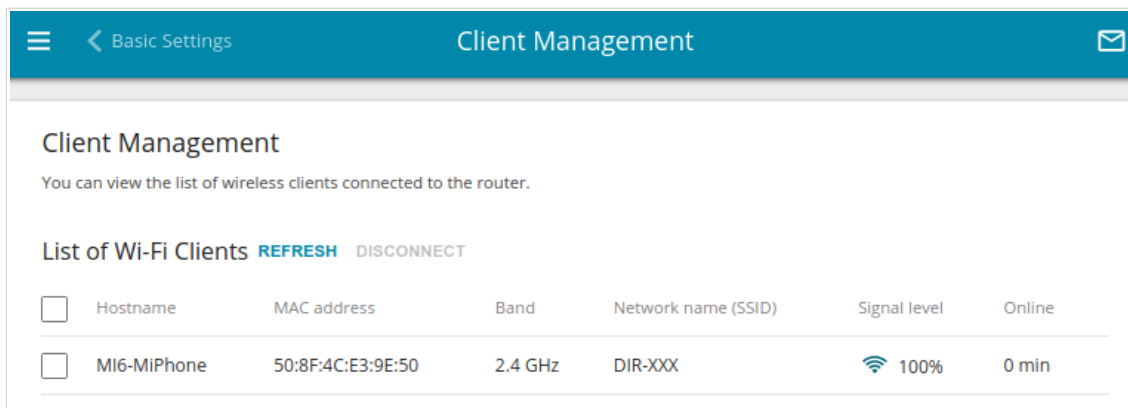 Basic Settings Client Management
Client Management
You can view the list of wireless clients connected to the router.
List of Wi-Fi Clients REFRESH DISCONNECT
Hostname MAC address Band Network name (SSID) Signal level Online
MI6-MiPhone 50:8F:4C:E3:9E:50 2.4 GHz DIR-XXX 100% 0 min